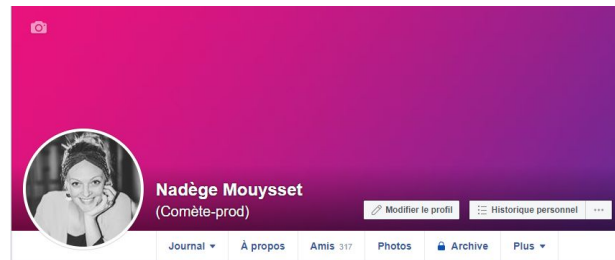 Nadège Mouysset
(Comète-prod)
Modifier le profil
Historique personnel
Journal
À propos
Amis 317
Photos
Archive
Plus